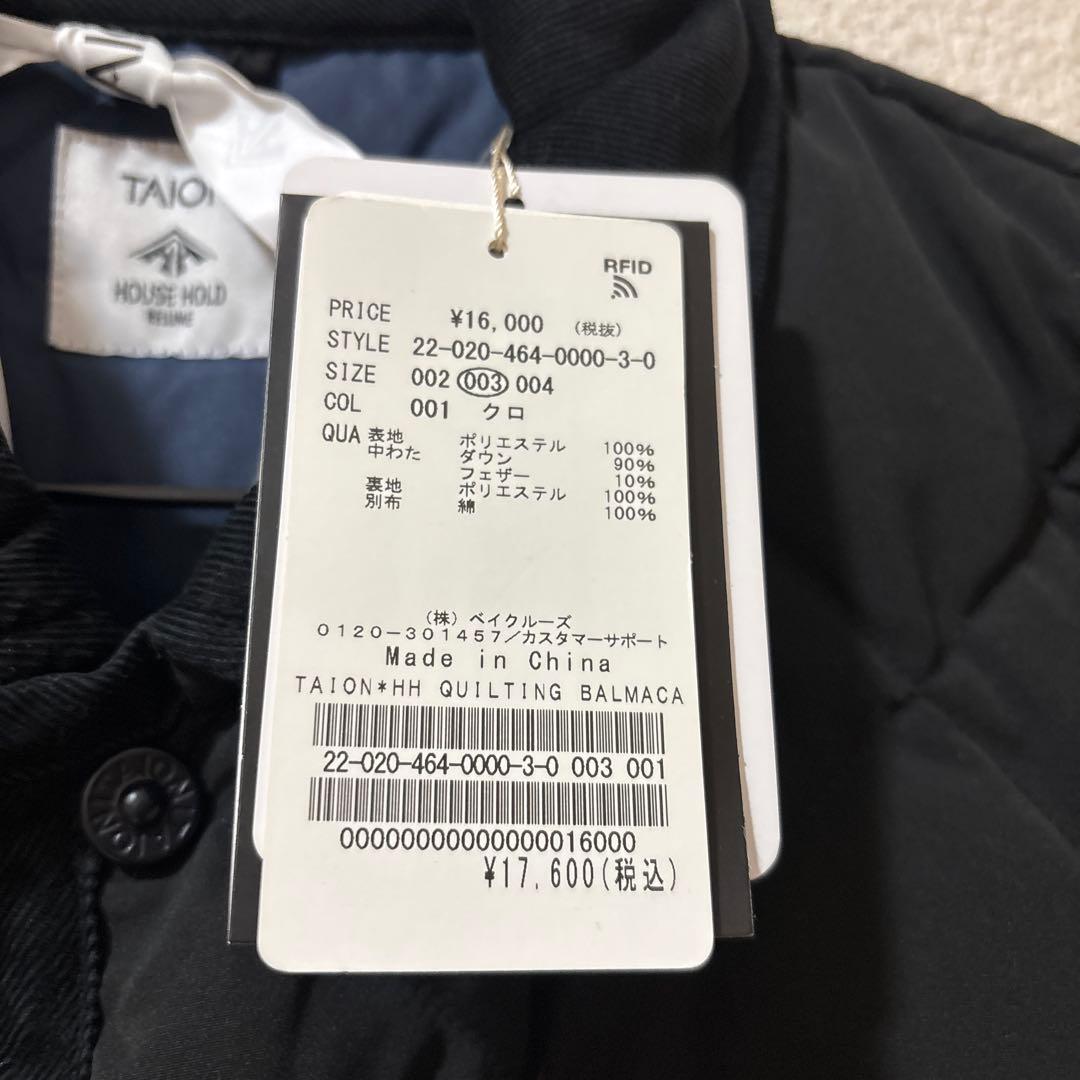 TAION
HOUSE HOLD
RFID
PRICE ¥16,000 (税抜)
STYLE 22-020-464-0000-3-0
SIZE 002 003 004
COL 001 クロ
QUA 表地 ポリエステル 100%
中わた ダウン 90%
フェザー 10%
裏地 ポリエステル 100%
別布 綿 100%
(株) ベイクルーズ
0120-301457/カスタマーサポート
Made in China
TAION*HH QUILTING BALMACA
22-020-464-0000-3-0 003 001
00000000000000016000
¥17,600(税込)
TAION